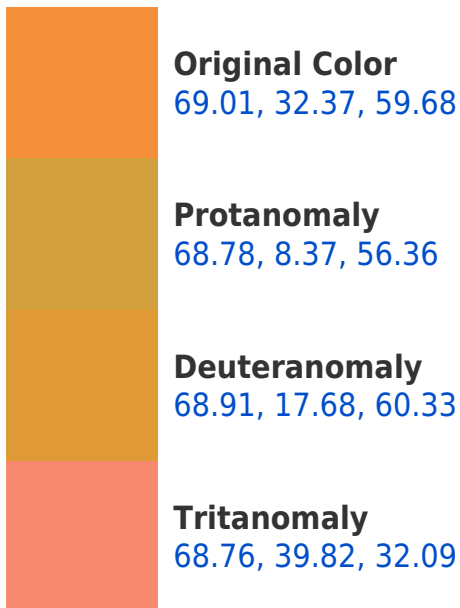 Original Color
69.01, 32.37, 59.68
Protanomaly
68.78, 8.37, 56.36
Deuteranomaly
68.91, 17.68, 60.33
Tritanomaly
68.76, 39.82, 32.09